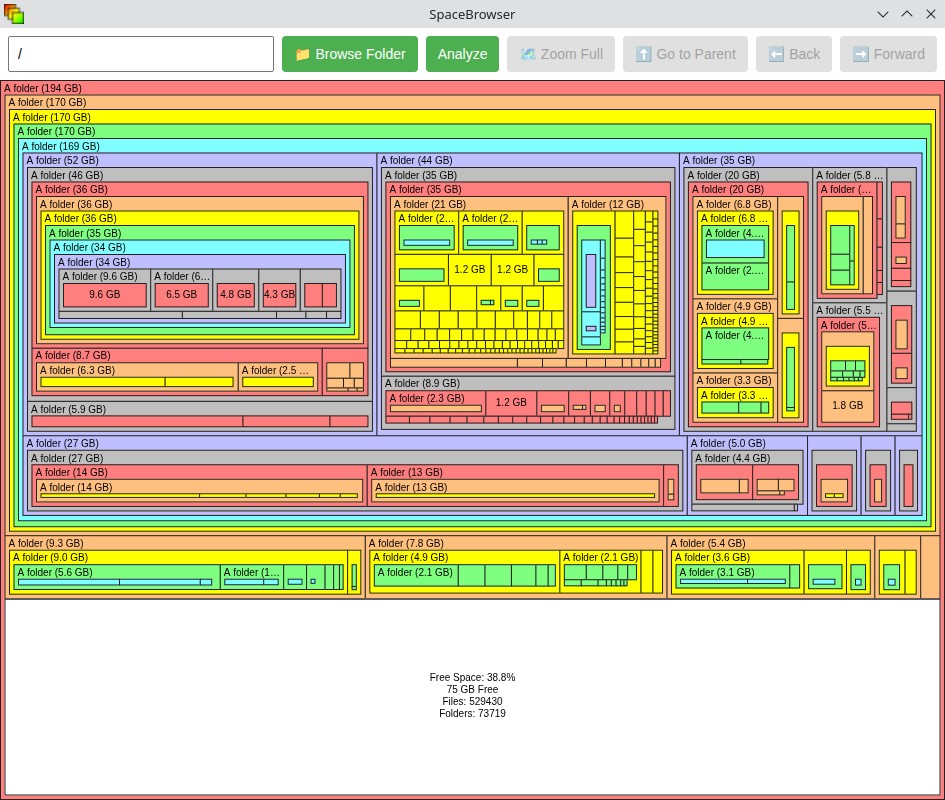 SpaceBrowser
/
Browse Folder
Analyze
Zoom Full
Go to Parent
Back
Forward
A folder (194 GB)
A folder (170 GB)
A folder (170 GB)
A folder (170 GB)
A folder (169 GB)
A folder (52 GB)
A folder (44 GB)
A folder (35 GB)
A folder (46 GB)
A folder (35 GB)
A folder (20 GB)
A folder (5.8 ...
A folder (36 GB)
A folder (35 GB)
A folder (20 GB)
A folder (...
A folder (36 GB)
A folder (21 GB)
A folder (12 GB)
A folder (6.8 GB)
A folder (36 GB)
A folder (2...
A folder (2...
A folder (6.8 ...
A folder (35 GB)
A folder (4....
A folder (34 GB)
A folder (34 GB)
A folder (9.6 GB)
A folder (6...
1.2 GB
1.2 GB
A folder (2....
9.6 GB
6.5 GB
4.8 GB
4.3 GB
A folder (4.9 GB)
A folder (5.5 ...
A folder (4.9 ...
A folder (5...
A folder (4....
A folder (8.7 GB)
A folder (6.3 GB)
A folder (2.5 ...
A folder (8.9 GB)
A folder (3.3 GB)
A folder (2.3 GB)
1.2 GB
A folder (3.3 ...
1.8 GB
A folder (5.9 GB)
A folder (27 GB)
A folder (5.0 GB)
A folder (27 GB)
A folder (4.4 GB)
A folder (14 GB)
A folder (13 GB)
A folder (14 GB)
A folder (13 GB)
A folder (9.3 GB)
A folder (7.8 GB)
A folder (5.4 GB)
A folder (9.0 GB)
A folder (4.9 GB)
A folder (2.1 GB)
A folder (3.6 GB)
A folder (5.6 GB)
A folder (1...
A folder (2.1 GB)
A folder (3.1 GB)
Free Space: 38.8%
75 GB Free
Files: 529430
Folders: 73719